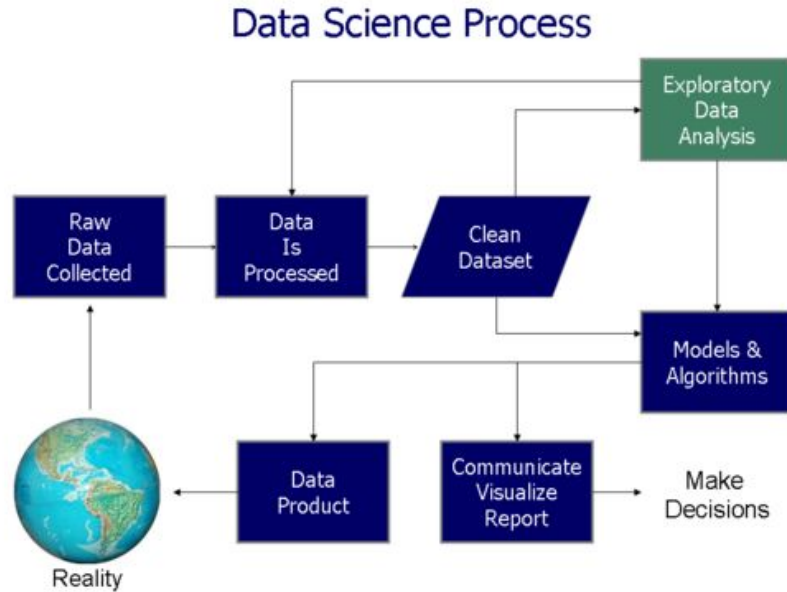 Data Science Process
Exploratory
Data
Analysis
Raw
Data
Collected
Data
Is
Processed
Clean
Dataset
Models &
Algorithms
Data
Product
Communicate
Visualize
Report
Make
Decisions
Reality